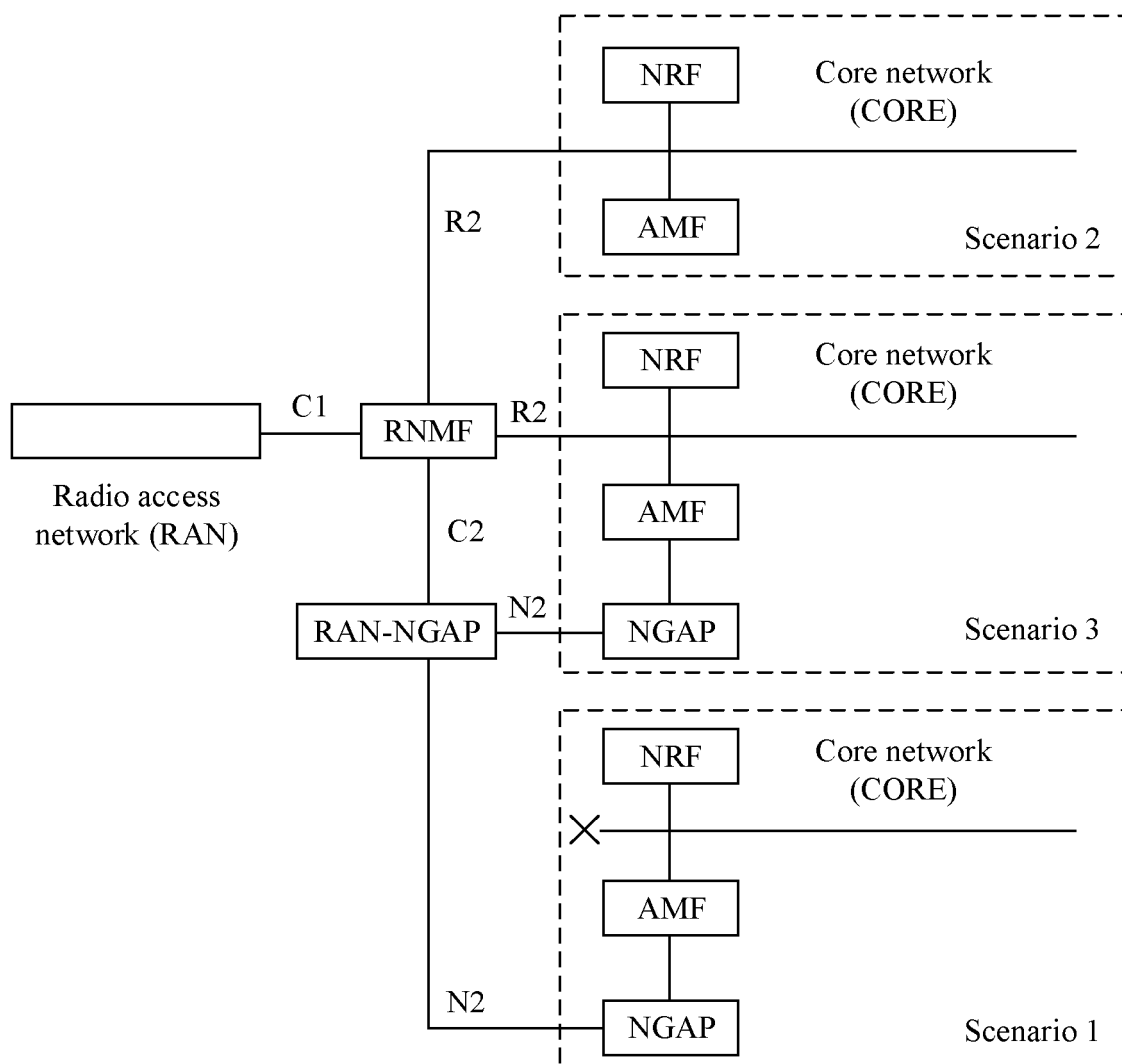 NRF
Core network
(CORE)
R2
AMF
Scenario 2
NRF
Core network
(CORE)
C1
RNMF
R2
Radio access
network (RAN)
AMF
C2
RAN-NGAP
N2
NGAP
Scenario 3
NRF
Core network
(CORE)
AMF
N2
NGAP
Scenario 1